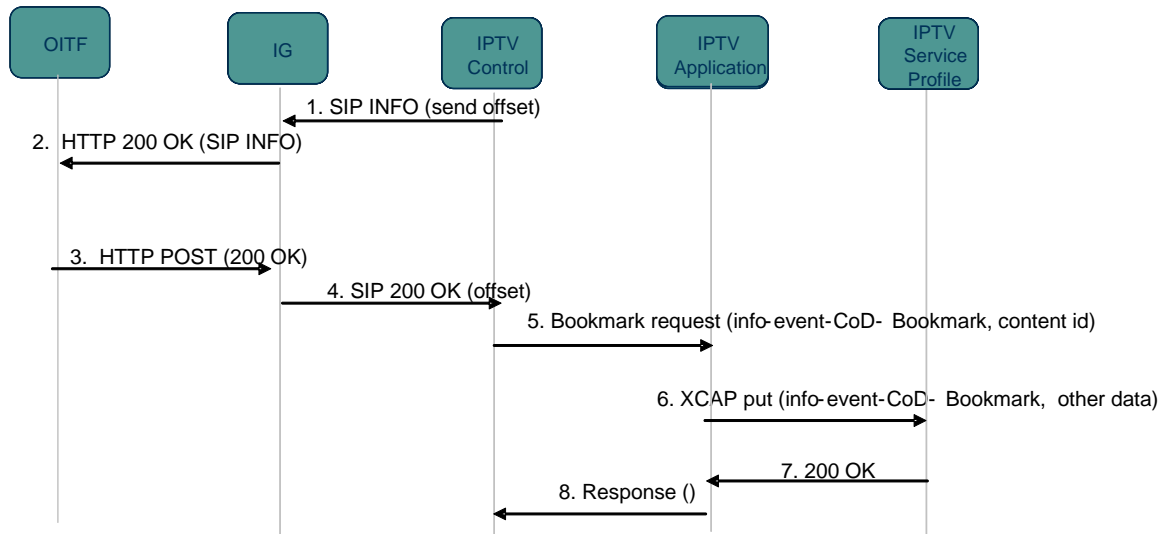 OITF
IG
IPTV
Control
IPTV
Application
IPTV
Service
Profile
1. SIP INFO (send offset)
2. HTTP 200 OK (SIP INFO)
3. HTTP POST (200 OK)
4. SIP 200 OK (offset)
5. Bookmark request (info-event-CoD- Bookmark, content id)
6. XCAP put (info-event-CoD- Bookmark, other data)
7. 200 OK
8. Response ()